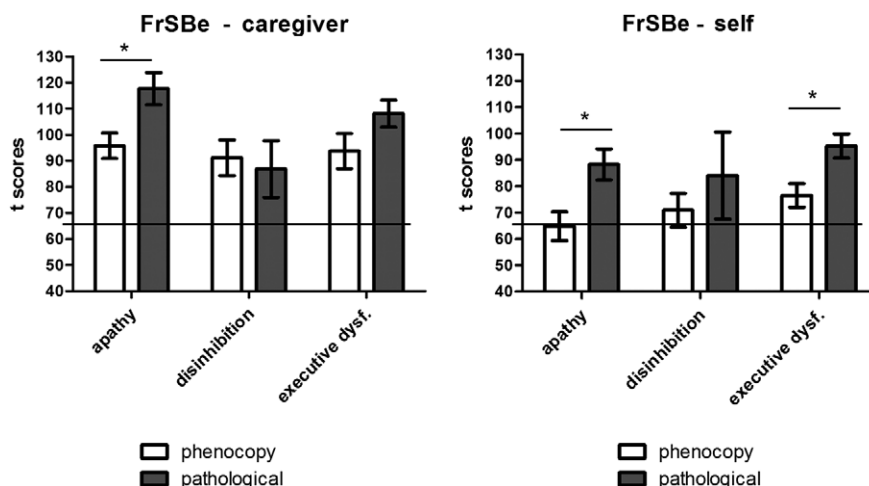 FrSBe - caregiver
*
130
120
110
100
90
80
70
60
50
40
t scores
apathy
disinhibition
executive dysf.
phenocopy
pathological
FrSBe - self
*
*
130
120
110
100
90
80
70
60
50
40
t scores
apathy
disinhibition
executive dysf.
phenocopy
pathological